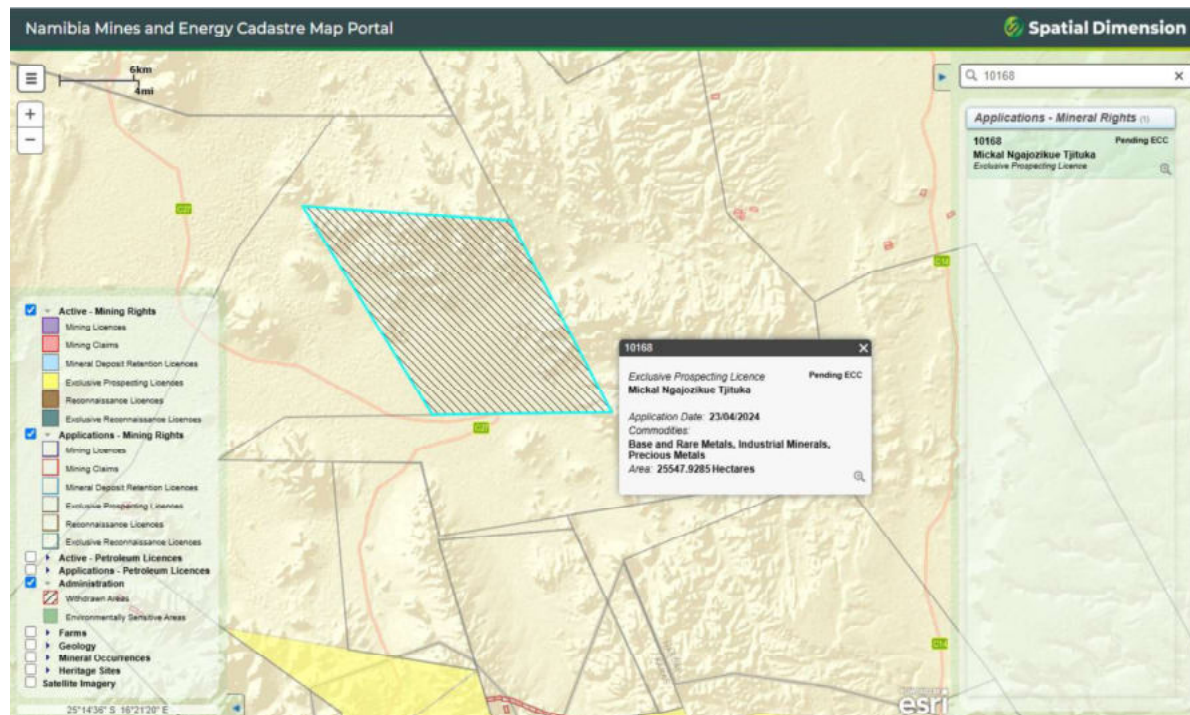 Namibia Mines and Energy Cadastre Map Portal
Spatial Dimension
6km
4mi
+
−
10168
Applications - Mineral Rights (1)
10168 Pending ECC
Mickal Ngajozikue Tjituka
Exclusive Prospecting Licence
C27
C14
10168
Exclusive Prospecting Licence Pending ECC
Mickal Ngajozikue Tjituka
Application Date: 23/04/2024
Commodities:
Base and Rare Metals, Industrial Minerals,
Precious Metals
Area: 25547.9285 Hectares
C27
C14
Active - Mining Rights
Mining Licences
Mining Claims
Mineral Deposit Retention Licences
Exclusive Prospecting Licences
Reconnaissance Licences
Exclusive Reconnaissance Licences
Applications - Mining Rights
Mining Licences
Mining Claims
Mineral Deposit Retention Licences
Exclusive Prospecting Licences
Reconnaissance Licences
Exclusive Reconnaissance Licences
Active - Petroleum Licences
Applications - Petroleum Licences
Administration
Withdrawn Areas
Environmentally Sensitive Areas
Farms
Geology
Mineral Occurrences
Heritage Sites
Satellite Imagery
25°14'36" S 16°21'20" E
esri